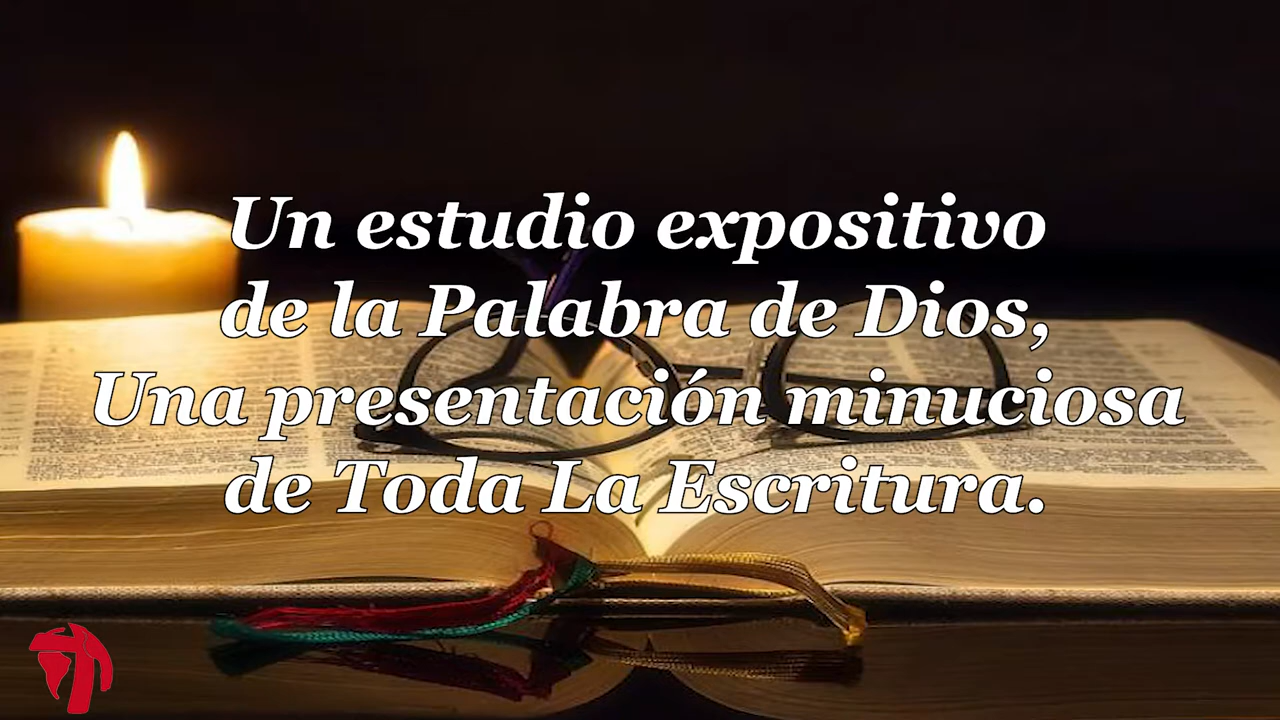 Un estudio expositivo
de la Palabra de Dios,
Una presentación minuciosa
de Toda La Escritura.